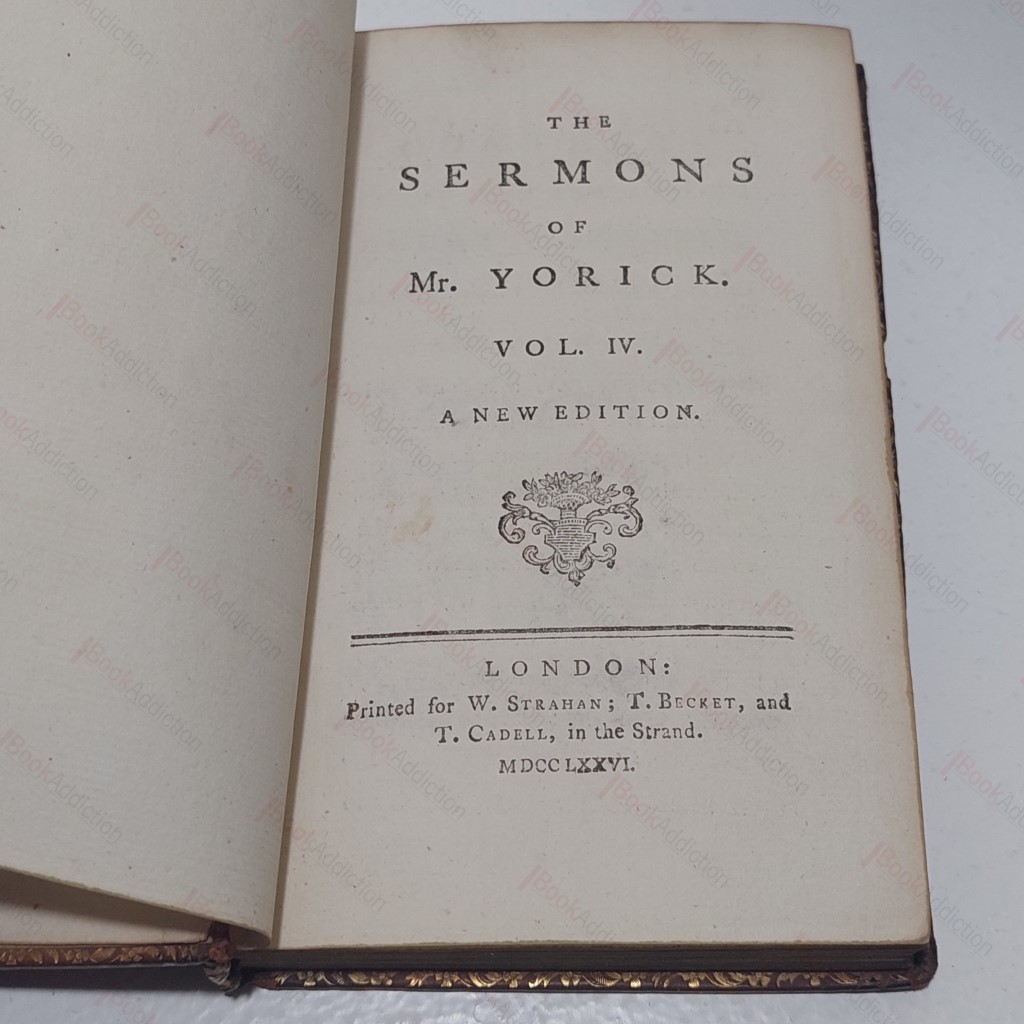 THE
SERMONS
OF
Mr. YORICK.
VOL. IV.
A NEW EDITION.
LONDON:
Printed for W. STRAHAN; T. BECKET, and
T. CADELL, in the Strand.
MDCCLXXVI.
BookAddiction